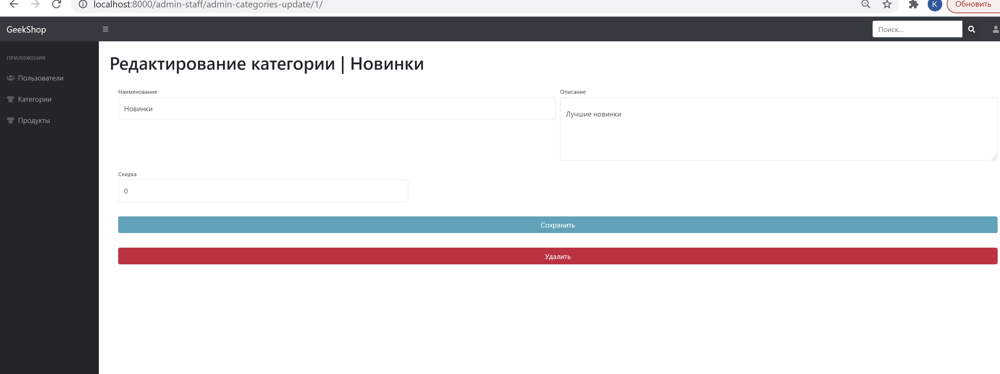 localhost:8000/admin-staff/admin-categories-update/1/
K
Обновить
GeekShop
Поиск...
ПРИЛОЖЕНИЯ
Пользователи
Категории
Продукты
Редактирование категории | Новинки
Наименование
Новинки
Описание
Лучшие новинки
Скидка
0
Сохранить
Удалить